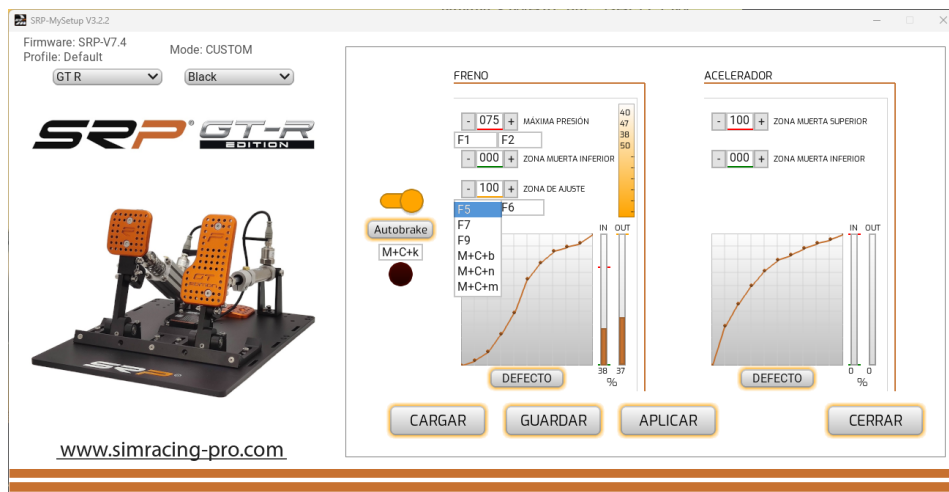 SRP-MySetup V3.2.2
Firmware: SRP-V7.4
Profile: Default
Mode: CUSTOM
GT R
Black
SRP® GT-R
EDITION
SRP
www.simracing-pro.com
Autobrake
M+C+k
FRENO
- 075 + MÁXIMA PRESIÓN
F1 F2
- 000 + ZONA MUERTA INFERIOR
- 100 + ZONA DE AJUSTE
F5 F6
F7
F9
M+C+b
M+C+n
M+C+m
40
47
38
50
IN OUT
38 37
%
DEFECTO
ACELERADOR
- 100 + ZONA MUERTA SUPERIOR
- 000 + ZONA MUERTA INFERIOR
IN OUT
0 0
%
DEFECTO
CARGAR
GUARDAR
APLICAR
CERRAR